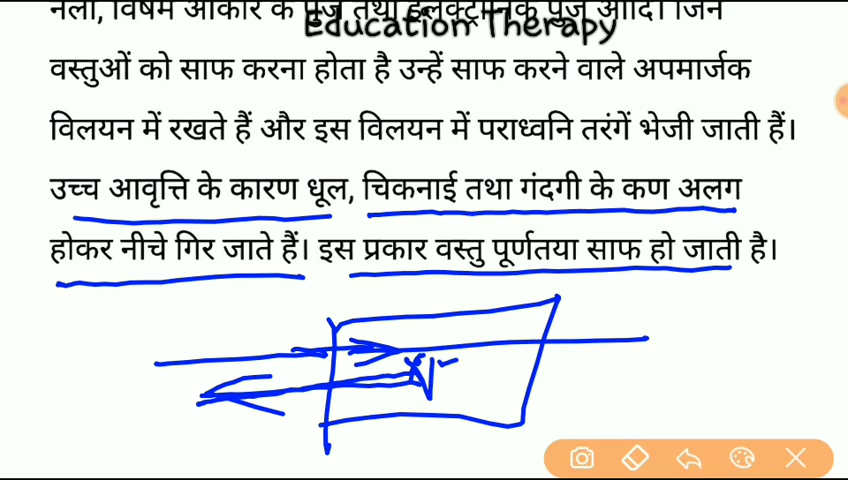 नली, विषम आकार के पुर्जे तथा इलेक्ट्रॉनिक पुर्जे आदि। जिन
Education Therapy
वस्तुओं को साफ करना होता है उन्हें साफ करने वाले अपमार्जक
विलयन में रखते हैं और इस विलयन में पराध्वनि तरंगें भेजी जाती हैं।
उच्च आवृत्ति के कारण धूल, चिकनाई तथा गंदगी के कण अलग
होकर नीचे गिर जाते हैं। इस प्रकार वस्तु पूर्णतया साफ हो जाती है।